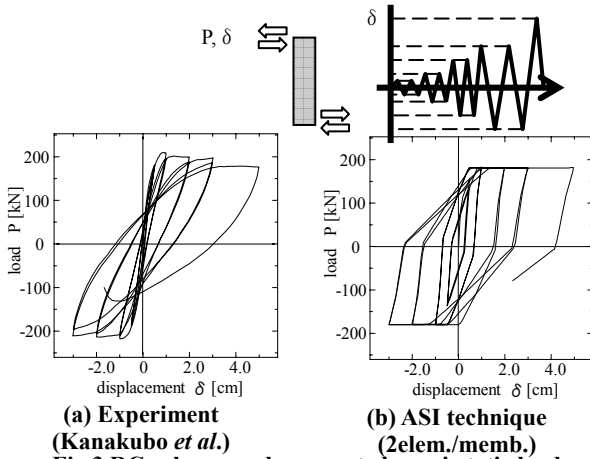 δ
P, δ
200
100
0
-100
-200
load P [kN]
-2.0 0 2.0 4.0
displacement δ [cm]
(a) Experiment
(Kanakubo et al.)
200
100
0
-100
-200
load P [kN]
-2.0 0 2.0 4.0
displacement δ [cm]
(b) ASI technique
(2elem./memb.)